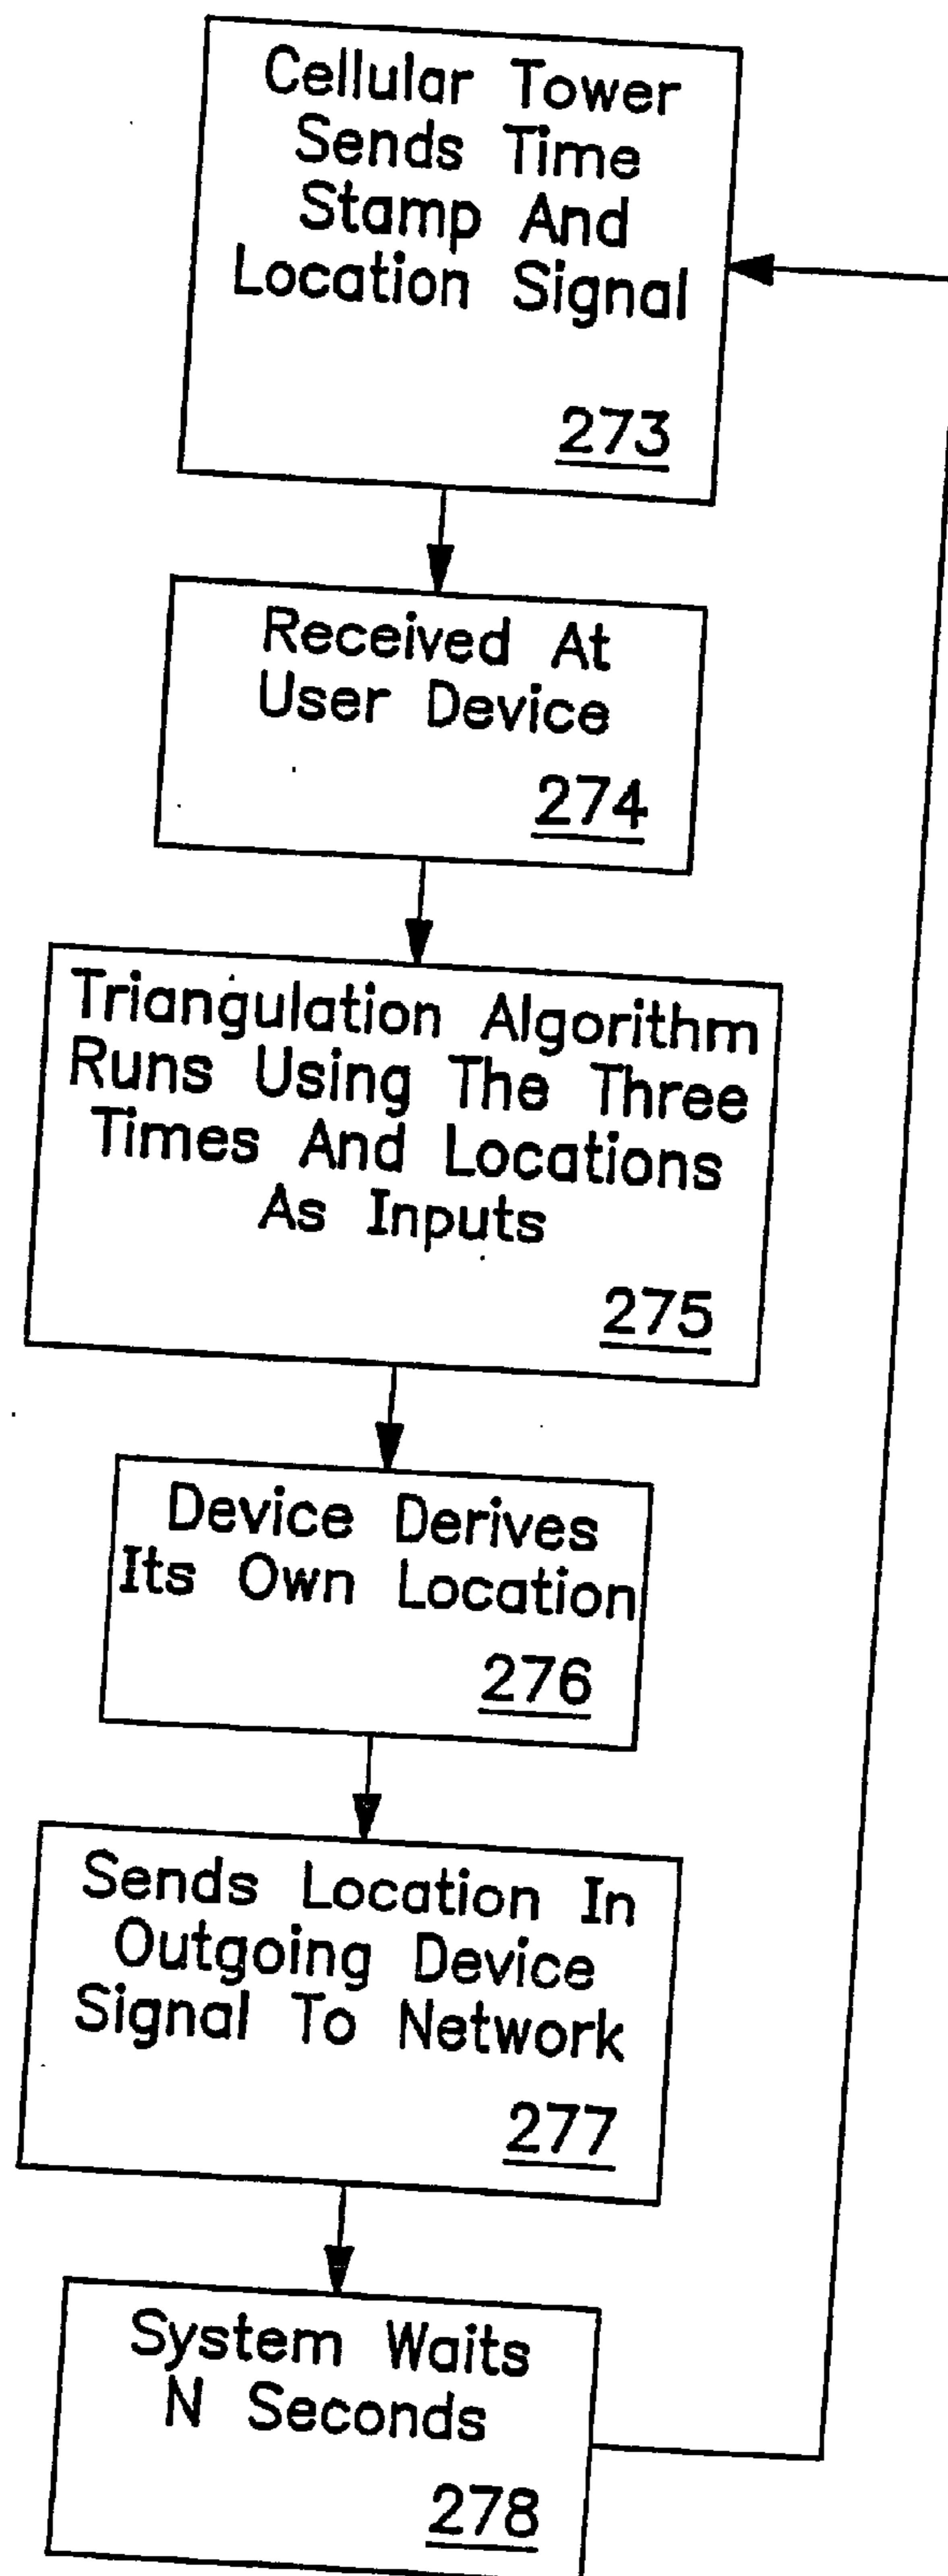 Cellular Tower
Sends Time
Stamp And
Location Signal
273
Received At
User Device
274
Triangulation Algorithm
Runs Using The Three
Times And Locations
As Inputs
275
Device Derives
Its Own Location
276
Sends Location In
Outgoing Device
Signal To Network
277
System Waits
N Seconds
278